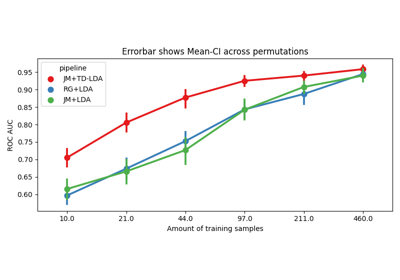 Errorbar shows Mean-CI across permutations
pipeline
JM+TD-LDA
RG+LDA
JM+LDA
ROC AUC
0.95
0.90
0.85
0.80
0.75
0.70
0.65
0.60
10.0 21.0 44.0 97.0 211.0 460.0
Amount of training samples